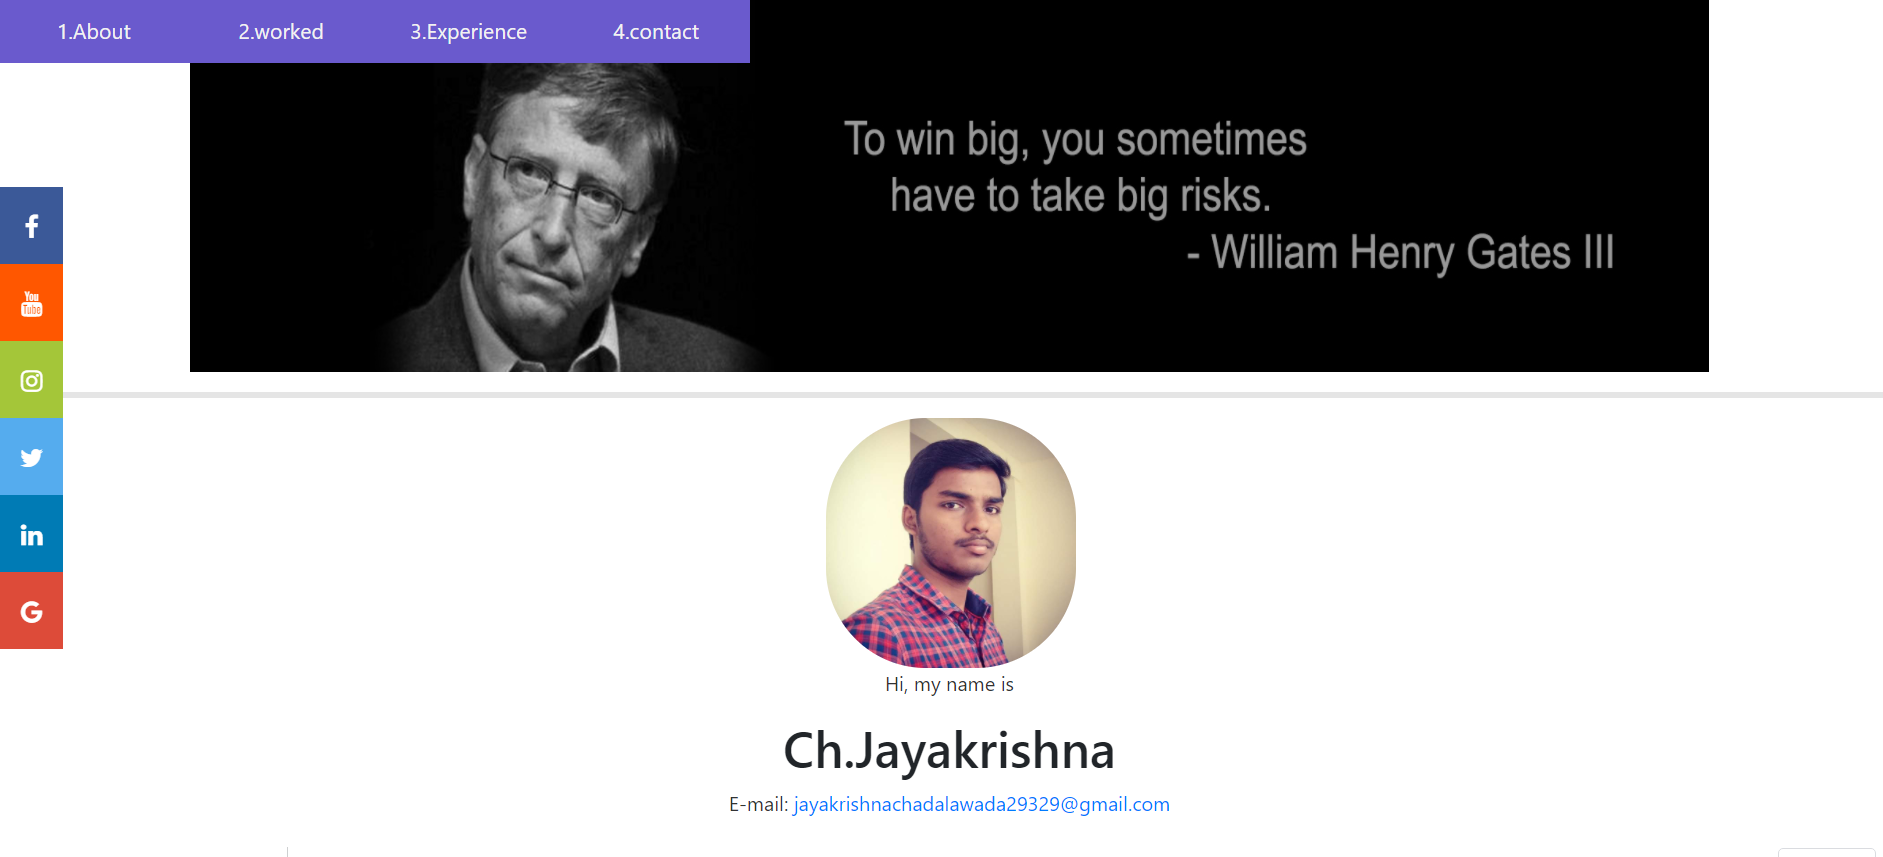 1.About 2.worked 3.Experience 4.contact
To win big, you sometimes
have to take big risks.
- William Henry Gates III
You
Tube
Hi, my name is
Ch.Jayakrishna
E-mail: jayakrishnachadalawada29329@gmail.com